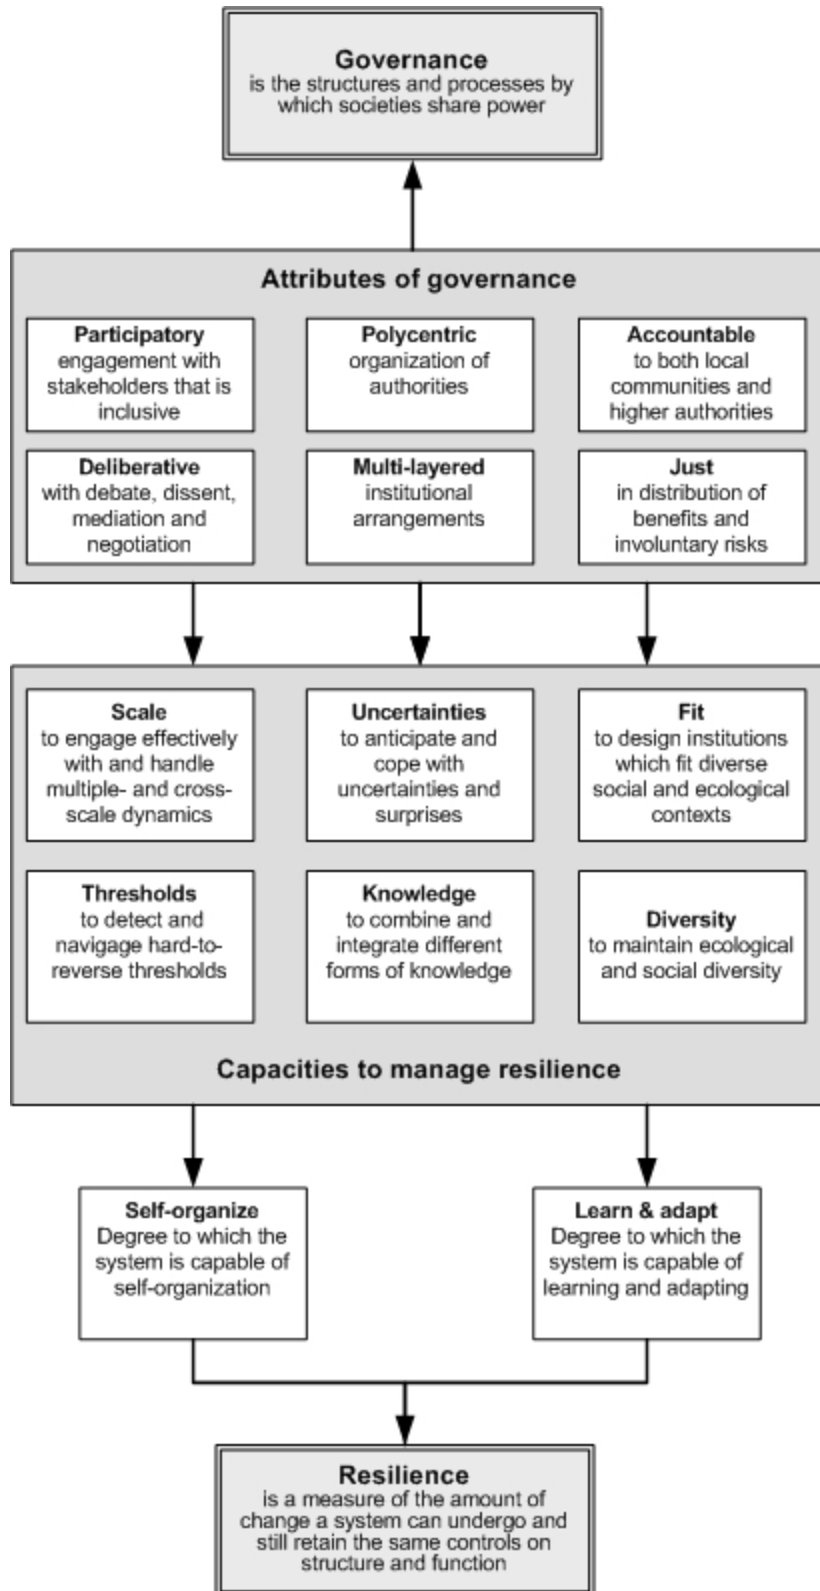 Governance
is the structures and processes by
which societies share power
Attributes of governance
Participatory
engagement with
stakeholders that is
inclusive
Polycentric
organization of
authorities
Accountable
to both local
communities and
higher authorities
Deliberative
with debate, dissent,
mediation and
negotiation
Multi-layered
institutional
arrangements
Just
in distribution of
benefits and
involuntary risks
Scale
to engage effectively
with and handle
multiple- and cross-
scale dynamics
Uncertainties
to anticipate and
cope with
uncertainties and
surprises
Fit
to design institutions
which fit diverse
social and ecological
contexts
Thresholds
to detect and
navigage hard-to-
reverse thresholds
Knowledge
to combine and
integrate different
forms of knowledge
Diversity
to maintain ecological
and social diversity
Capacities to manage resilience
Self-organize
Degree to which the
system is capable of
self-organization
Learn & adapt
Degree to which the
system is capable of
learning and adapting
Resilience
is a measure of the amount of
change a system can undergo and
still retain the same controls on
structure and function